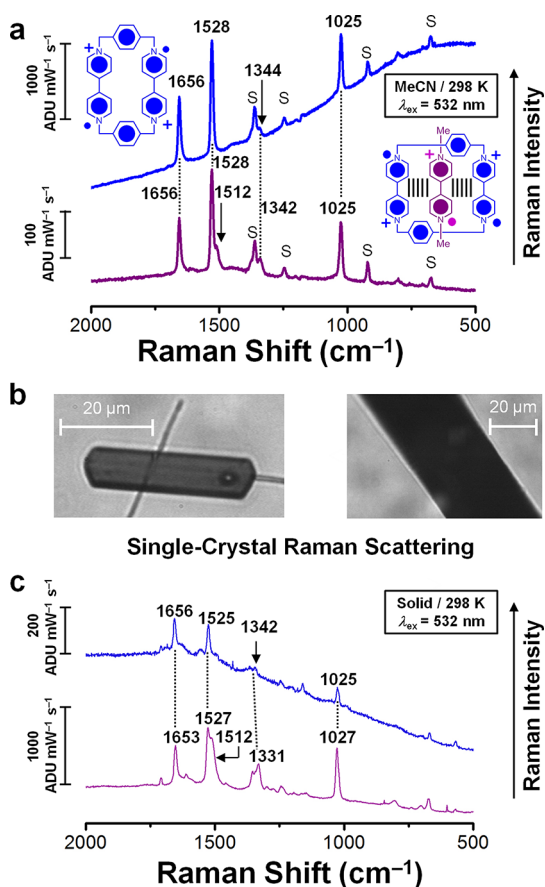 a
1000
ADU mW⁻¹ s⁻¹
+
N
N
N
N
+
1656
1528
1344
1025
S
S
S
S
MeCN / 298 K
λex = 532 nm
Raman Intensity
1656
1528
1512
1342
1025
S
S
S
S
100
ADU mW⁻¹ s⁻¹
Me
+
N
N
N
+
+
N
N
N
Me
2000
1500
1000
500
Raman Shift (cm⁻¹)
b
20 µm
20 µm
Single-Crystal Raman Scattering
c
200
ADU mW⁻¹ s⁻¹
1656
1525
1342
1025
Solid / 298 K
λex = 532 nm
Raman Intensity
1000
ADU mW⁻¹ s⁻¹
1653
1527
1512
1331
1027
2000
1500
1000
500
Raman Shift (cm⁻¹)